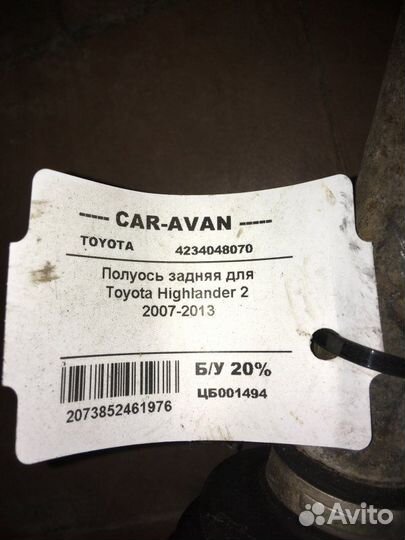 ----- CAR-AVAN -----
TOYOTA 4234048070
Полуось задняя для
Toyota Highlander 2
2007-2013
Б/У 20%
2073852461976
ЦБ001494
Avito